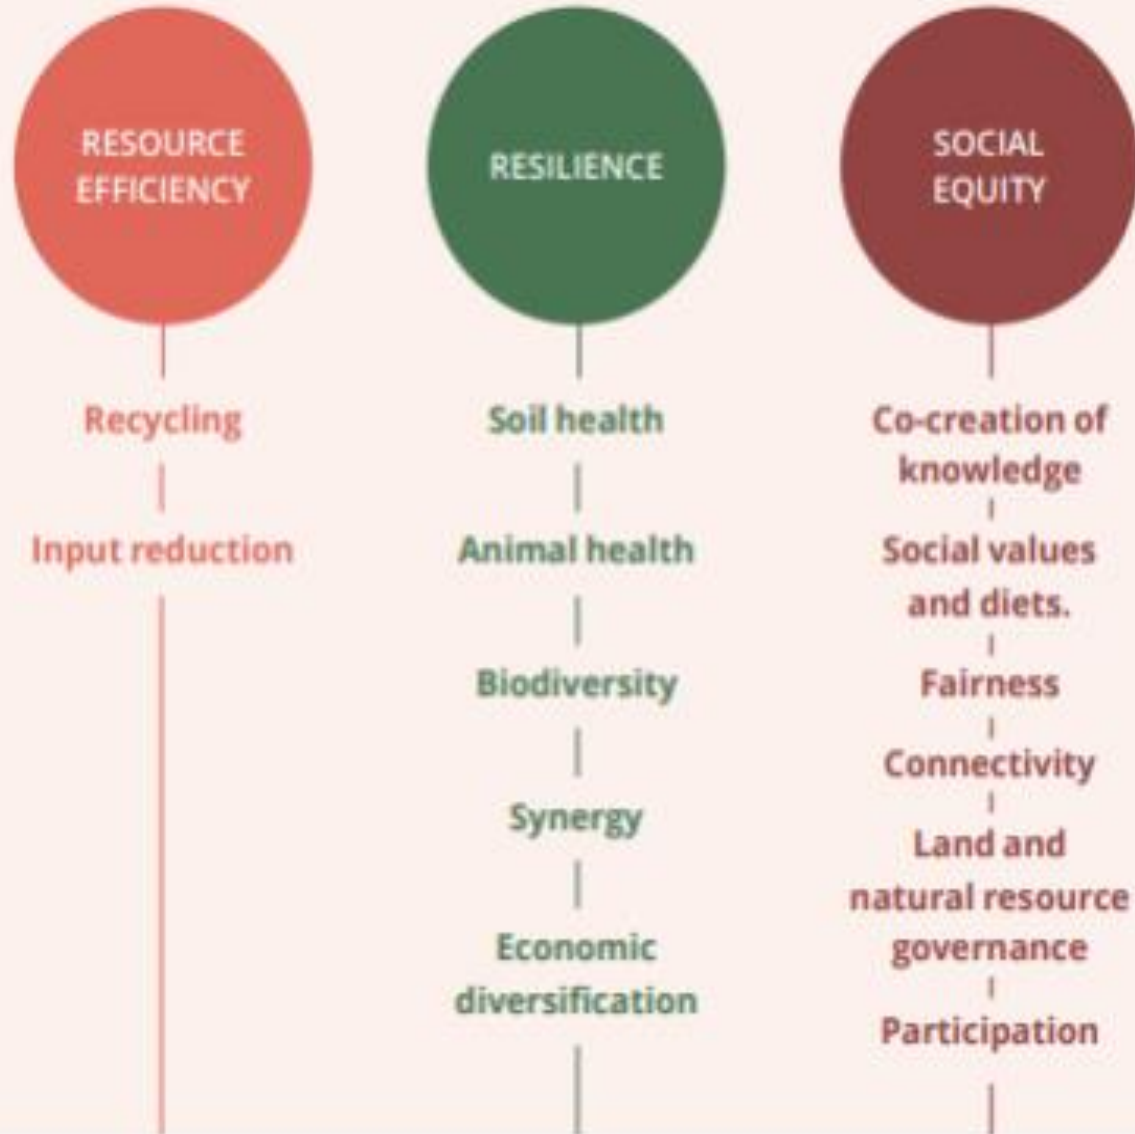 RESOURCE
EFFICIENCY
Recycling
Input reduction
RESILIENCE
Soil health
Animal health
Biodiversity
Synergy
Economic
diversification
SOCIAL
EQUITY
Co-creation of
knowledge
Social values
and diets.
Fairness
Connectivity
Land and
natural resource
governance
Participation